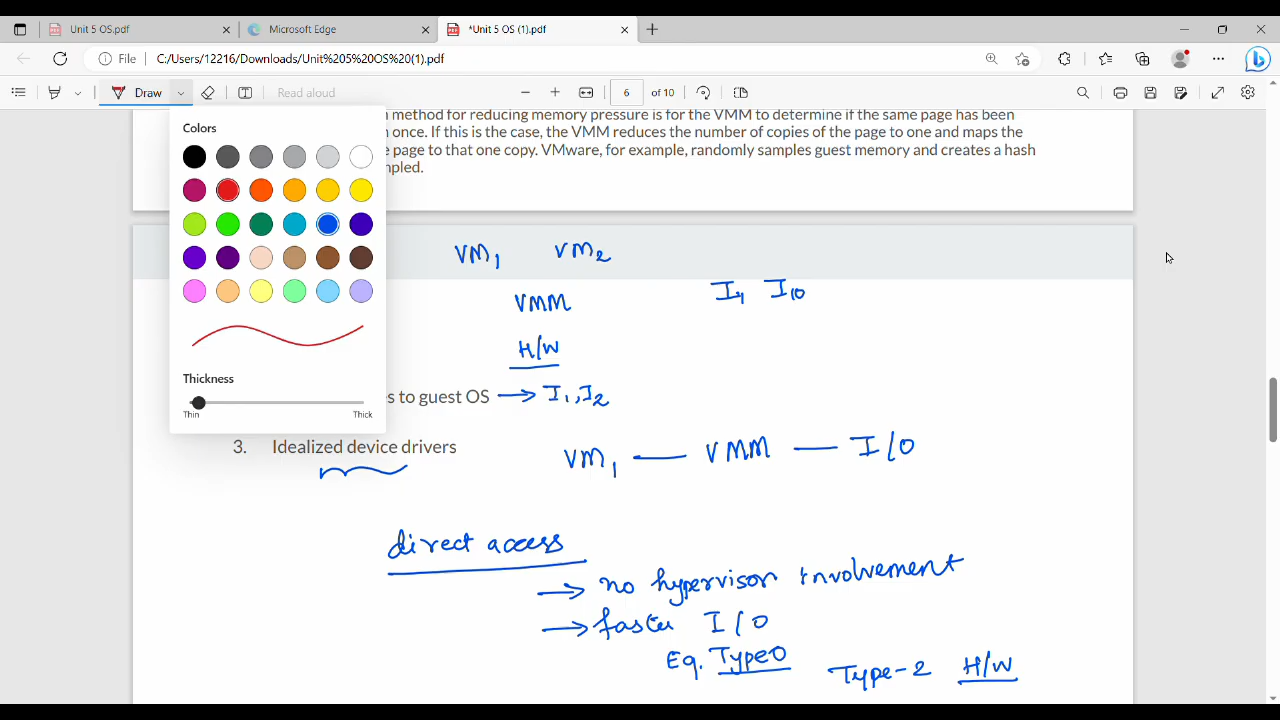 Unit 5 OS.pdf
Microsoft Edge
*Unit 5 OS (1).pdf
File
C:/Users/12216/Downloads/Unit%205%20OS%20(1).pdf
Draw
Read aloud
6 of 10
Colors
Thickness
Thin
Thick
method for reducing memory pressure is for the VMM to determine if the same page has been
once. If this is the case, the VMM reduces the number of copies of the page to one and maps the
page to that one copy. VMware, for example, randomly samples guest memory and creates a hash
mpled.
VM1 VM2
I1 I10
VMM
H/W
s to guest OS → I1, I2
3. Idealized device drivers
VM1 — VMM — I/O
direct access
→ no hypervisor involvement
→ faster I/O
Eg. Type0 Type-2 H/W